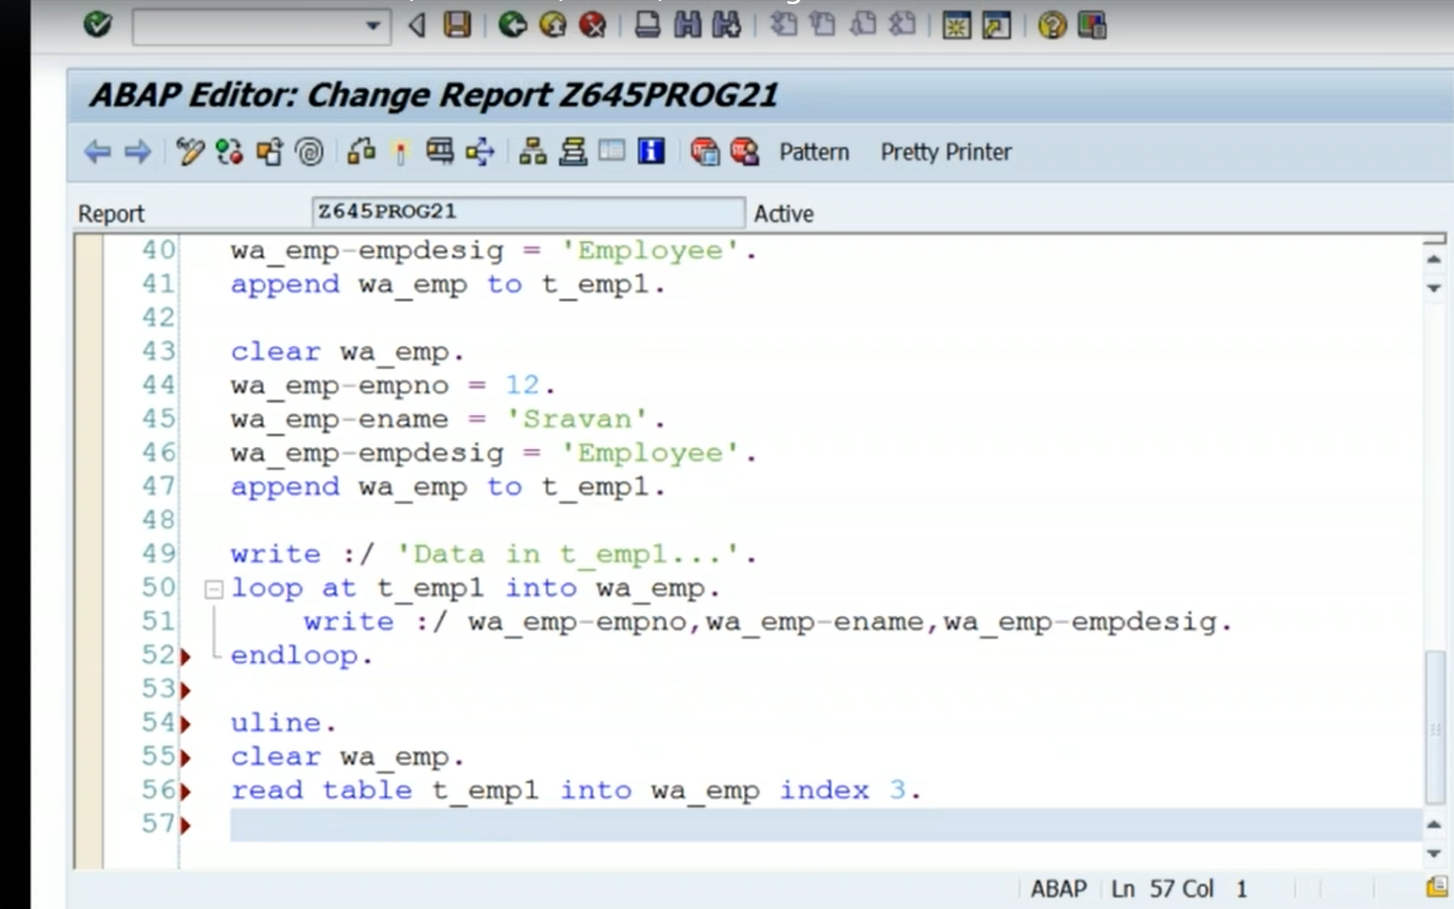 ABAP Editor: Change Report Z645PROG21
Pattern Pretty Printer
Report Z645PROG21 Active
40 wa_emp-empdesig = 'Employee'.
41 append wa_emp to t_emp1.
42
43 clear wa_emp.
44 wa_emp-empno = 12.
45 wa_emp-ename = 'Sravan'.
46 wa_emp-empdesig = 'Employee'.
47 append wa_emp to t_emp1.
48
49 write :/ 'Data in t_emp1...'.
50 loop at t_emp1 into wa_emp.
51 write :/ wa_emp-empno,wa_emp-ename,wa_emp-empdesig.
52 endloop.
53
54 uline.
55 clear wa_emp.
56 read table t_emp1 into wa_emp index 3.
57
ABAP Ln 57 Col 1